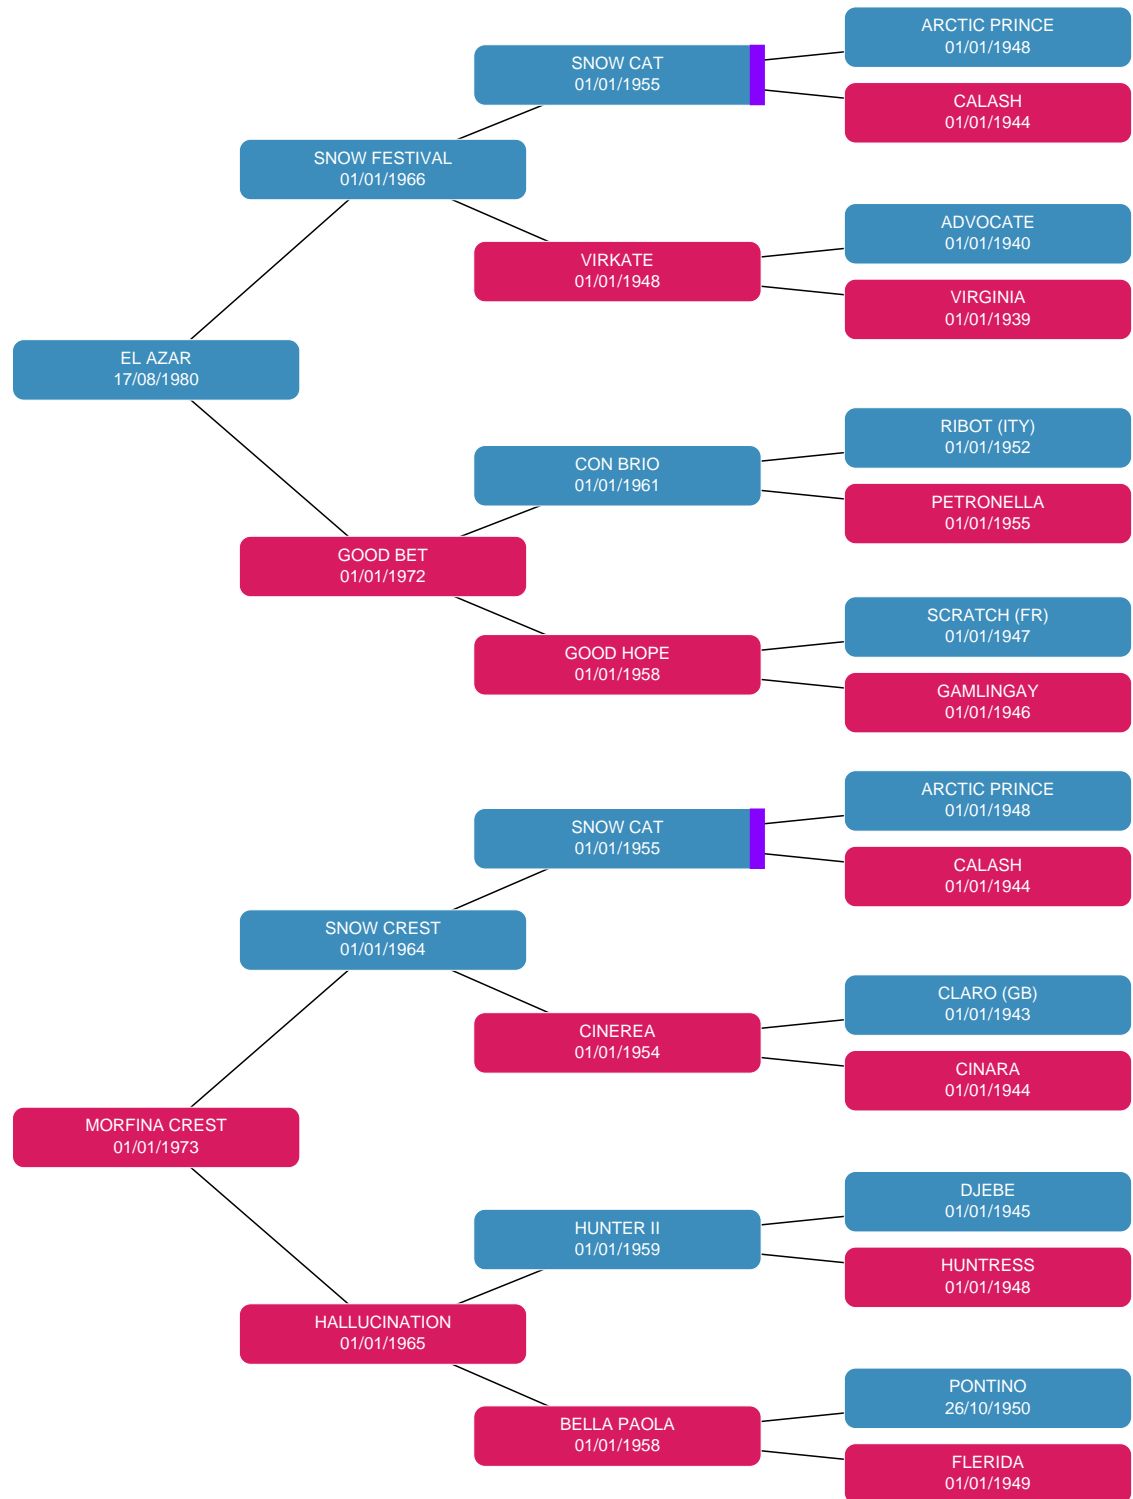 ARCTIC PRINCE
01/01/1948
SNOW CAT
01/01/1955
CALASH
01/01/1944
SNOW FESTIVAL
01/01/1966
ADVOCATE
01/01/1940
VIRKATE
01/01/1948
VIRGINIA
01/01/1939
EL AZAR
17/08/1980
RIBOT (ITY)
01/01/1952
CON BRIO
01/01/1961
PETRONELLA
01/01/1955
GOOD BET
01/01/1972
SCRATCH (FR)
01/01/1947
GOOD HOPE
01/01/1958
GAMLINGAY
01/01/1946
ARCTIC PRINCE
01/01/1948
SNOW CAT
01/01/1955
CALASH
01/01/1944
SNOW CREST
01/01/1964
CLARO (GB)
01/01/1943
CINEREA
01/01/1954
CINARA
01/01/1944
MORFINA CREST
01/01/1973
DJEBE
01/01/1945
HUNTER II
01/01/1959
HUNTRESS
01/01/1948
HALLUCINATION
01/01/1965
PONTINO
26/10/1950
BELLA PAOLA
01/01/1958
FLERIDA
01/01/1949